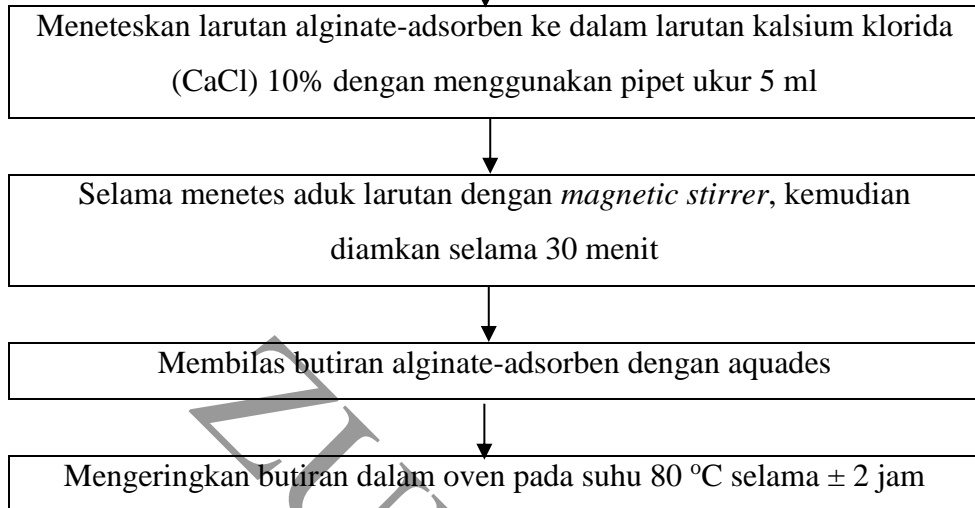 Meneteskan larutan alginate-adsorben ke dalam larutan kalsium klorida
(CaCl) 10% dengan menggunakan pipet ukur 5 ml
Selama menetes aduk larutan dengan magnetic stirrer, kemudian
diamkan selama 30 menit
Membilas butiran alginate-adsorben dengan aquades
Mengeringkan butiran dalam oven pada suhu 80 °C selama ± 2 jam